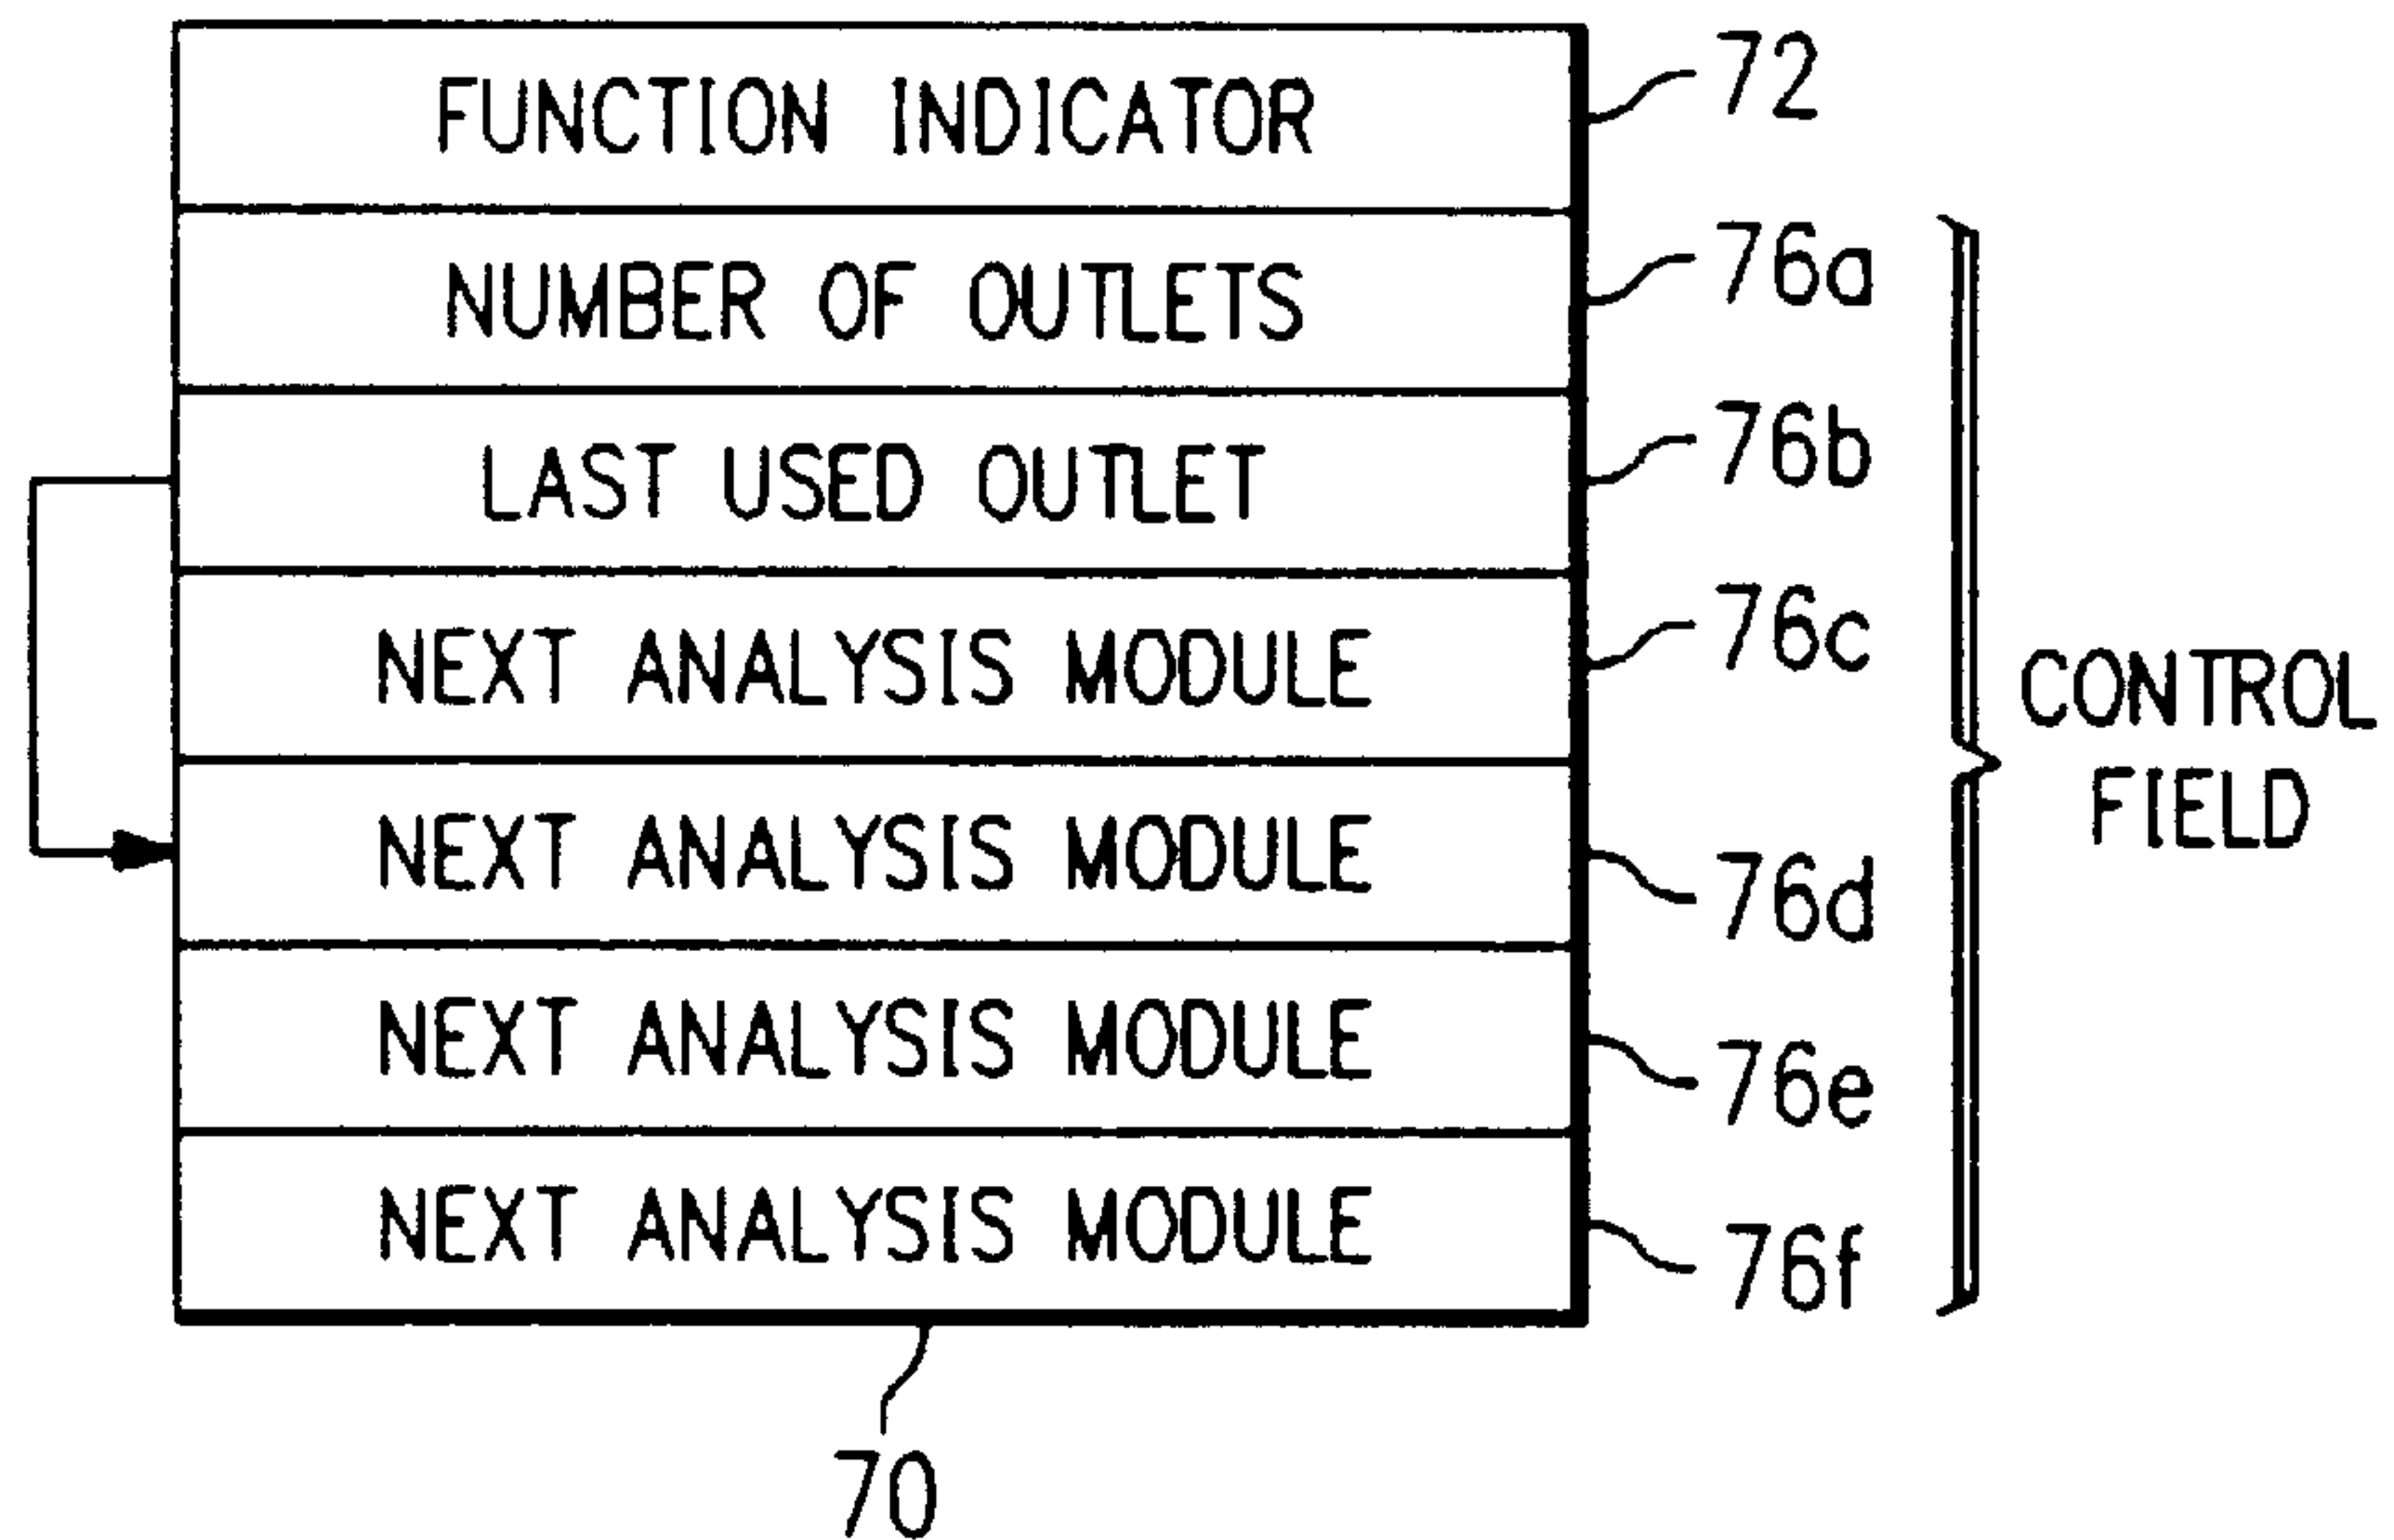 FUNCTION INDICATOR 72
NUMBER OF OUTLETS 76a
LAST USED OUTLET 76b
NEXT ANALYSIS MODULE 76c
NEXT ANALYSIS MODULE 76d
NEXT ANALYSIS MODULE 76e
NEXT ANALYSIS MODULE 76f
CONTROL
FIELD
70